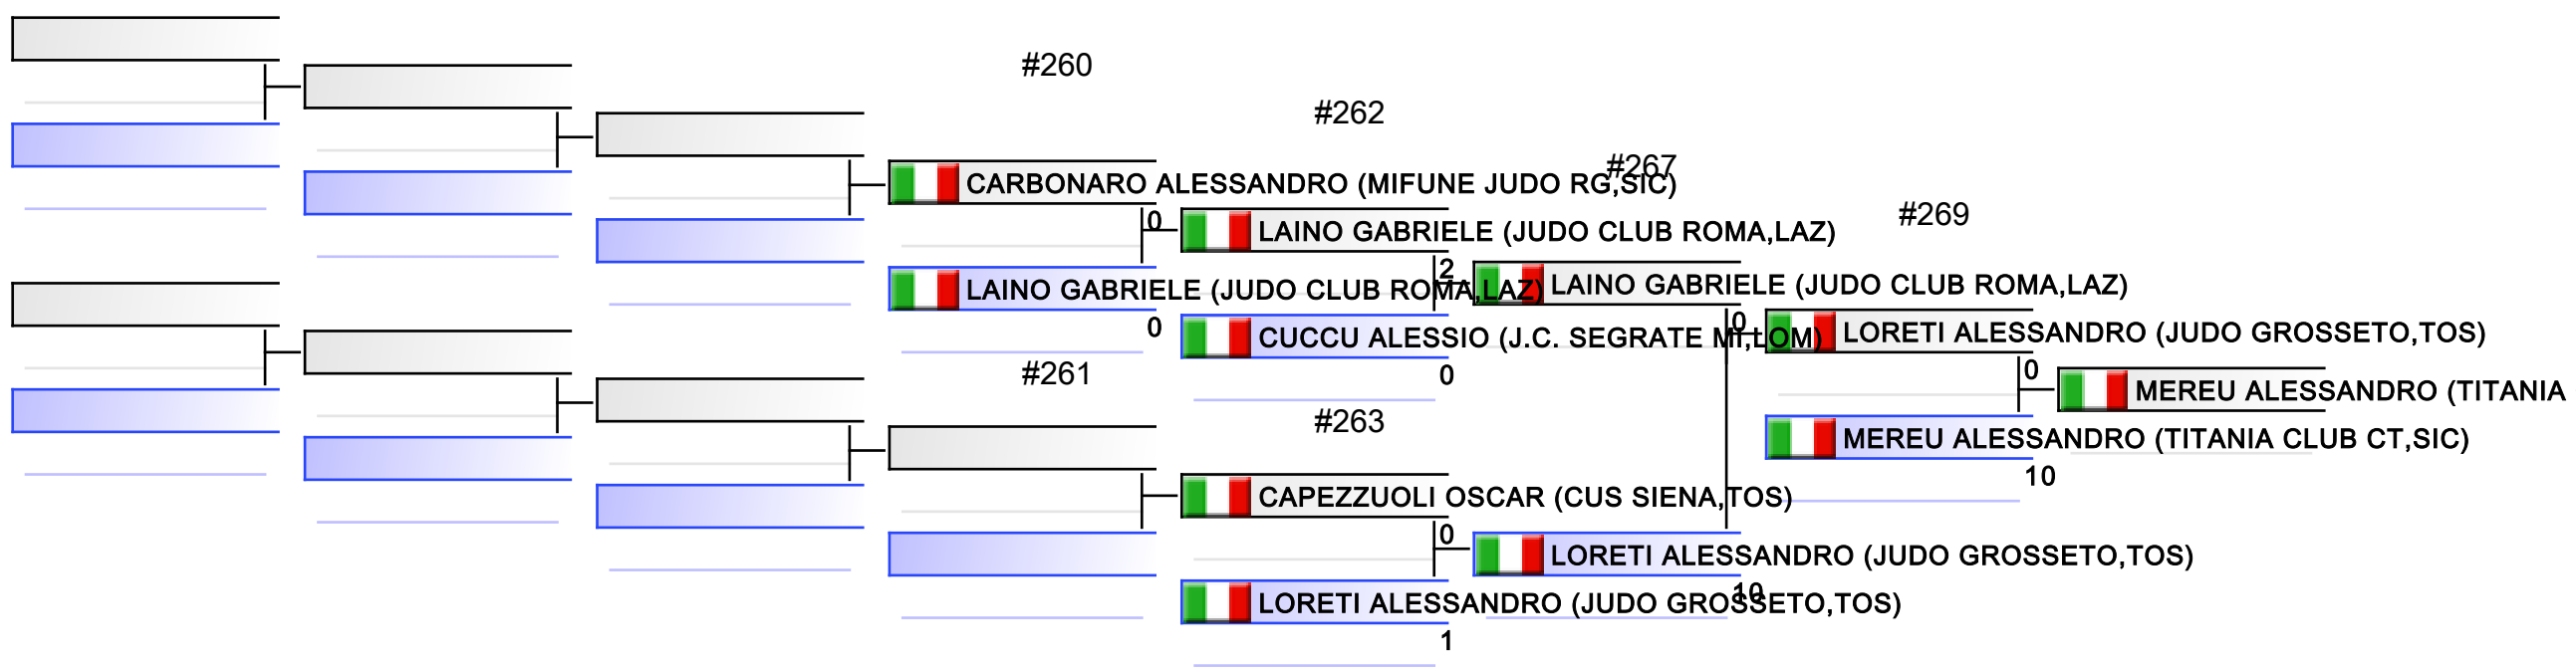 #260
#262
#267
CARBONARO ALESSANDRO (MIFUNE JUDO RG,SIC)
#269
0
LAINO GABRIELE (JUDO CLUB ROMA,LAZ)
2
LAINO GABRIELE (JUDO CLUB ROMA,LAZ)
LAINO GABRIELE (JUDO CLUB ROMA,LAZ)
0
0
LORETI ALESSANDRO (JUDO GROSSETO,TOS)
CUCCU ALESSIO (J.C. SEGRATE MI,LOM)
#261
0
0
MEREU ALESSANDRO (TITANIA
#263
MEREU ALESSANDRO (TITANIA CLUB CT,SIC)
10
CAPEZZUOLI OSCAR (CUS SIENA,TOS)
0
LORETI ALESSANDRO (JUDO GROSSETO,TOS)
10
LORETI ALESSANDRO (JUDO GROSSETO,TOS)
1